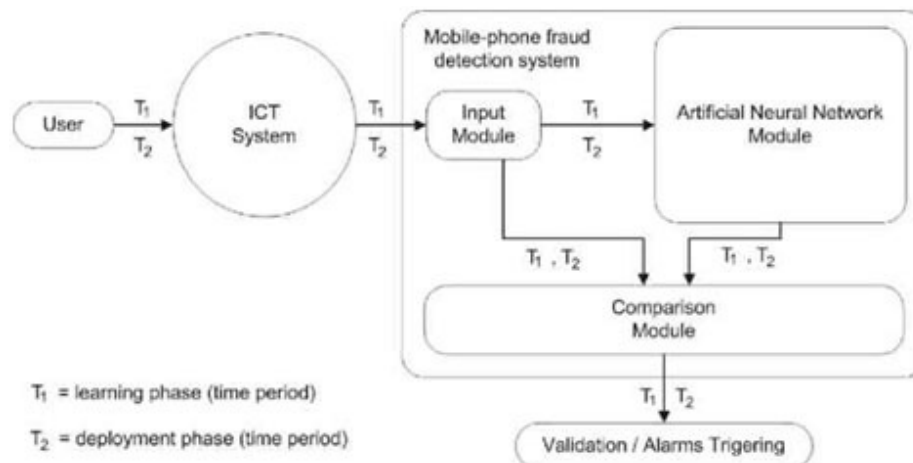 Mobile-phone fraud
detection system
User
T₁
T₂
ICT
System
T₁
T₂
Input
Module
T₁
T₂
Artificial Neural Network
Module
T₁ , T₂
T₁ , T₂
Comparison
Module
T₁ T₂
Validation / Alarms Trigering
T₁ = learning phase (time period)
T₂ = deployment phase (time period)